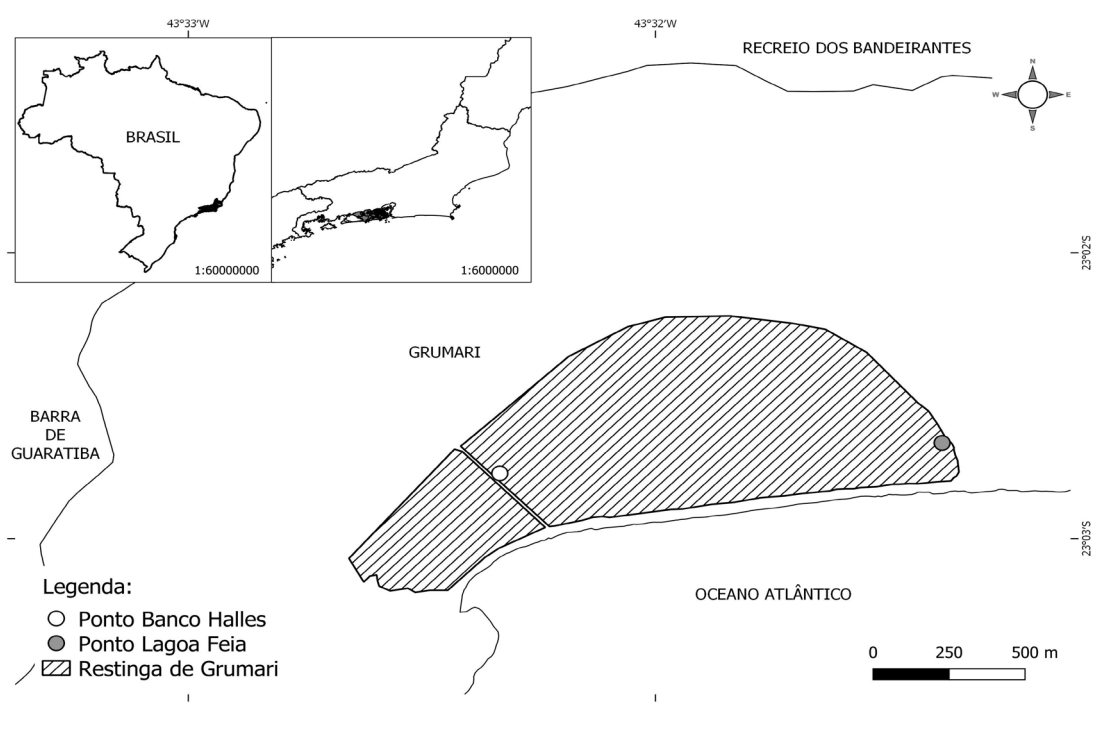 43°33'W
43°32'W
RECREIO DOS BANDEIRANTES
N
W
E
S
BRASIL
1:60000000
1:6000000
23°02'S
GRUMARI
BARRA
DE
GUARATIBA
23°03'S
OCEANO ATLÂNTICO
Legenda:
Ponto Banco Halles
Ponto Lagoa Feia
Restinga de Grumari
0 250 500 m